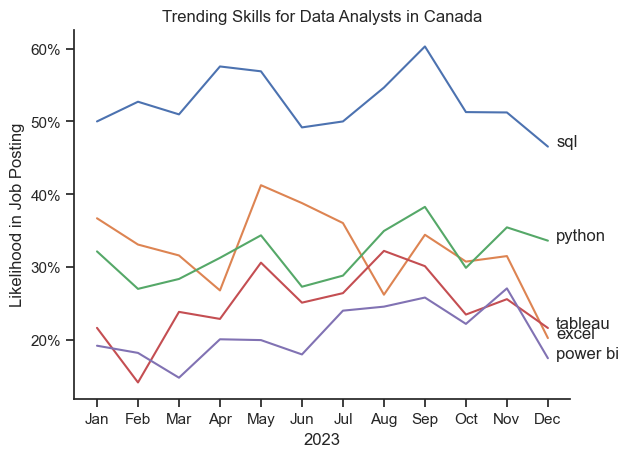 Trending Skills for Data Analysts in Canada
Likelihood in Job Posting
60%
50%
40%
30%
20%
sql
python
tableau
excel
power bi
Jan Feb Mar Apr May Jun Jul Aug Sep Oct Nov Dec
2023